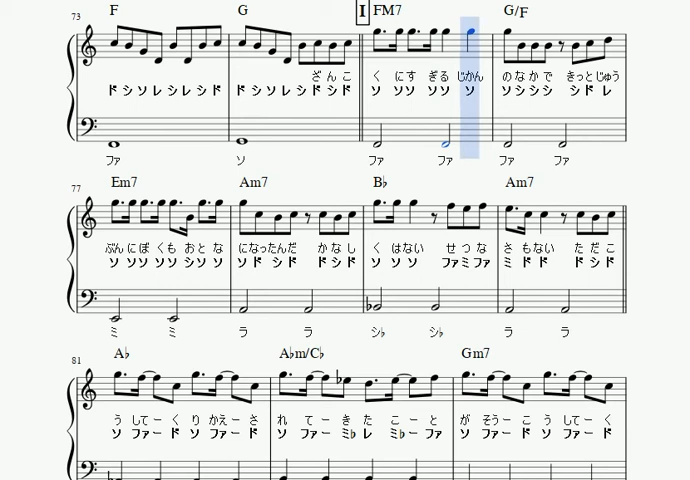 73 F G I FM7 G/F
ざんこ く にす ぎる じかん の なか で きっと じゅう
ド シ ソ レ シ レ シ ド ド シ ソ レ シ ド シ ド ソ ソソ ソソ ソ ソ シ シ シ シ ド レ
ファ ソ ファ ファ ファ ファ
77 Em7 Am7 B♭ Am7
ぶん にぼ くも おと な になったんだ かなし く はない せつな さ もない ただこ
ソ ソソ ソソ シソ ソ ソ ド シ ド ド シ ド ソ ソ ソ ファミファ ミ ド ド ド シ ド
ミ ミ ラ ラ シ♭ シ♭ ラ ラ
81 A♭ A♭m/C♭ Gm7
う してー く り かえー さ れ てー き た こー と が そうー こ う してー く
ソ ファー ド ソ ファー ド ソ ファー ミ♭ レ ミ♭ー ファ ソ ファー ド ソ ファー ド